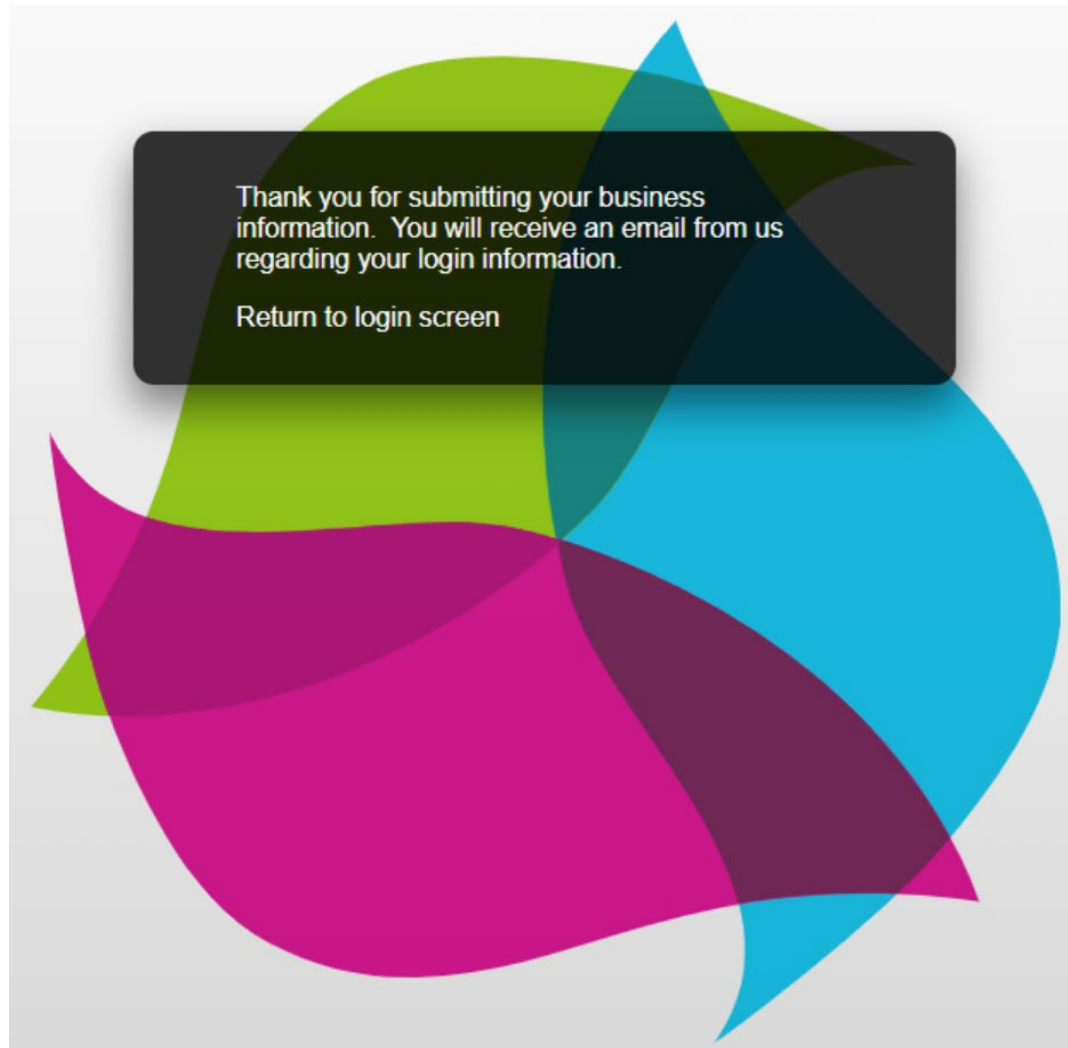 Thank you for submitting your business
information.  You will receive an email from us
regarding your login information.
Return to login screen